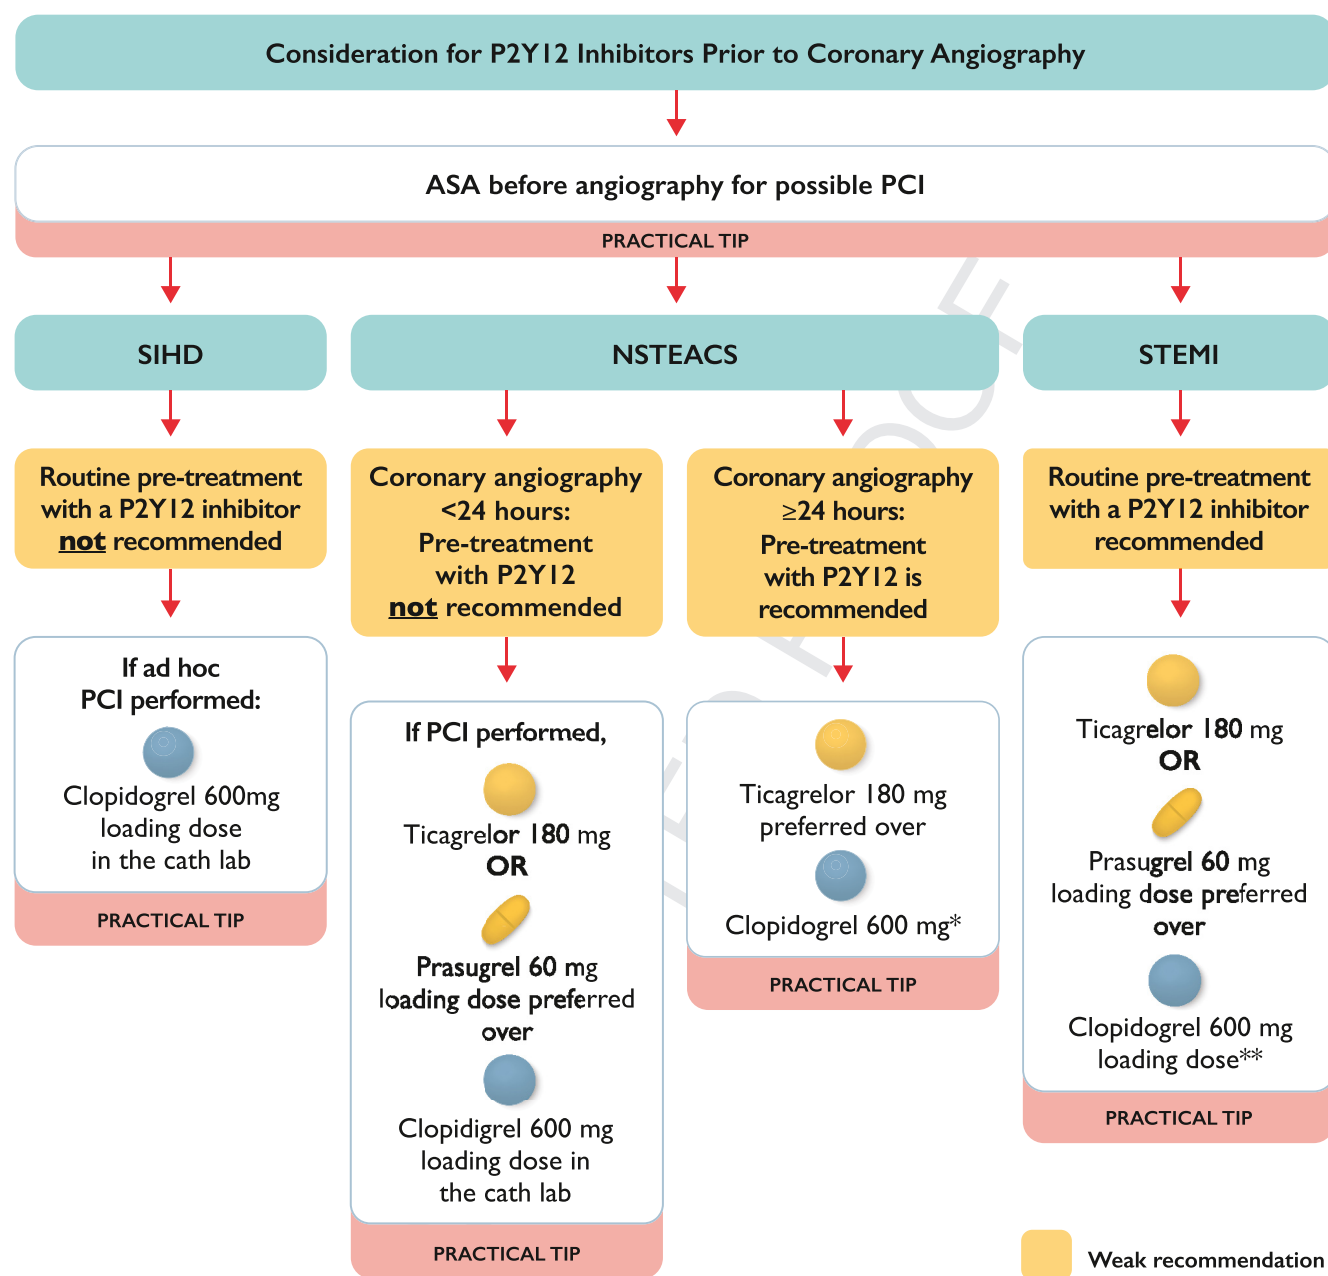 Consideration for P2Y12 Inhibitors Prior to Coronary Angiography
ASA before angiography for possible PCI
PRACTICAL TIP
SIHD
Routine pre-treatment
with a P2Y12 inhibitor
not recommended
If ad hoc
PCI performed:
Clopidogrel 600mg
loading dose
in the cath lab
PRACTICAL TIP
NSTEACS
Coronary angiography
<24 hours:
Pre-treatment
with P2Y12
not recommended
If PCI performed,
Ticagrelor 180 mg
OR
Prasugrel 60 mg
loading dose preferred
over
Clopidigrel 600 mg
loading dose in
the cath lab
PRACTICAL TIP
Coronary angiography
≥24 hours:
Pre-treatment
with P2Y12 is
recommended
Ticagrelor 180 mg
preferred over
Clopidogrel 600 mg*
PRACTICAL TIP
STEMI
Routine pre-treatment
with a P2Y12 inhibitor
recommended
Ticagrelor 180 mg
OR
Prasugrel 60 mg
loading dose preferred
over
Clopidogrel 600 mg
loading dose**
PRACTICAL TIP
Weak recommendation